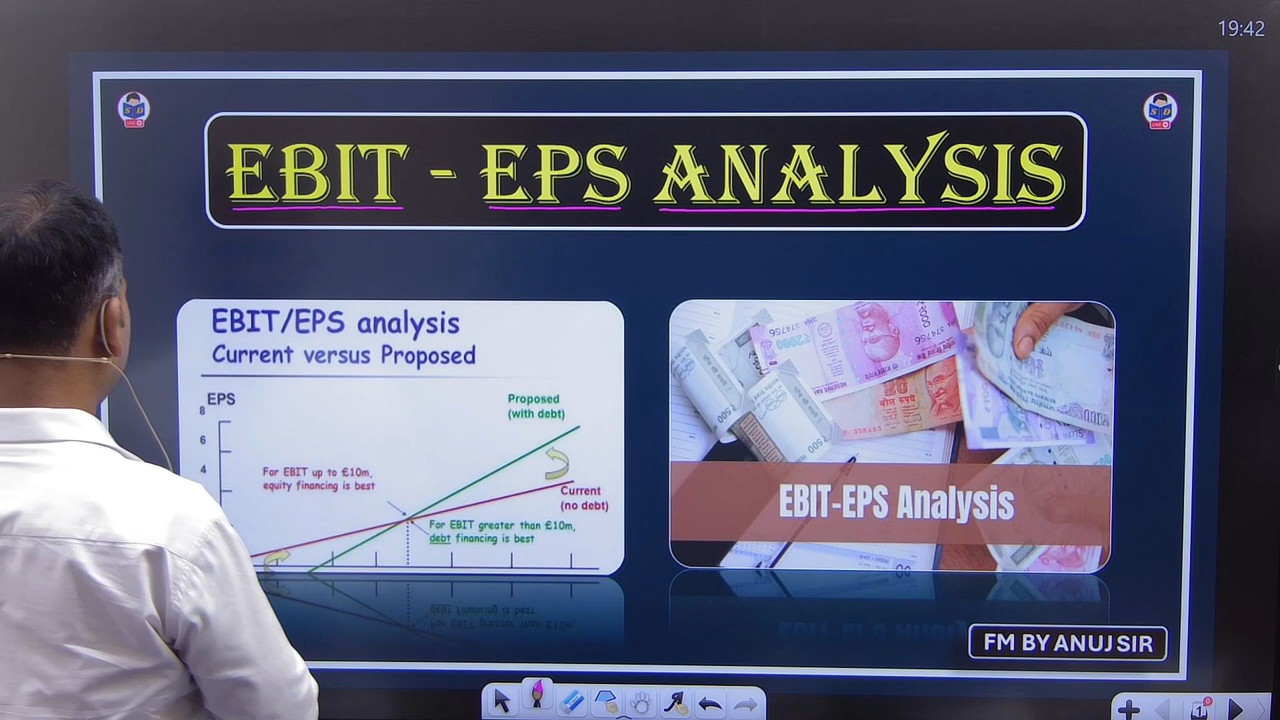 19:42
EBIT - EPS ANALYSIS
EBIT/EPS analysis
Current versus Proposed
EPS
8
6
4
Proposed
(with debt)
For EBIT up to £10m,
equity financing is best
Current
(no debt)
For EBIT greater than £10m,
debt financing is best
EBIT-EPS Analysis
FM BY ANUJ SIR